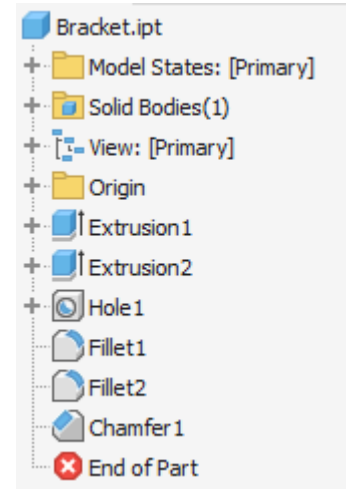 Bracket.ipt
Model States: [Primary]
Solid Bodies(1)
View: [Primary]
Origin
Extrusion1
Extrusion2
Hole1
Fillet1
Fillet2
Chamfer1
End of Part